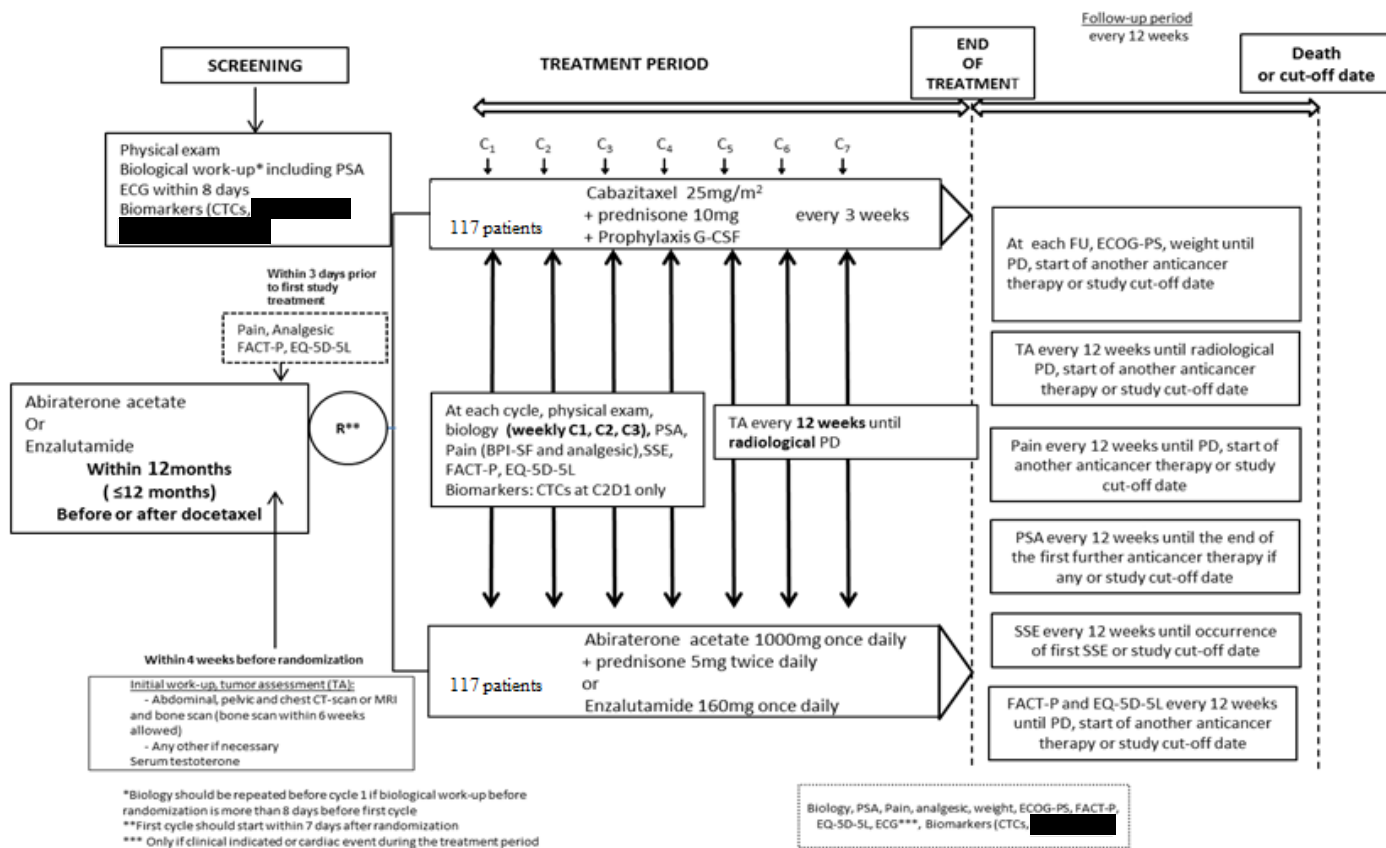 Follow-up period
every 12 weeks
SCREENING
TREATMENT PERIOD
END
OF
TREATMENT
Death
or cut-off date
Physical exam
Biological work-up* including PSA
ECG within 8 days
Biomarkers (CTCs,
C1 C2 C3 C4 C5 C6 C7
Cabazitaxel 25mg/m²
+ prednisone 10mg every 3 weeks
+ Prophylaxis G-CSF
117 patients
Within 3 days prior
to first study
treatment
Pain, Analgesic
FACT-P, EQ-5D-5L
Abiraterone acetate
Or
Enzalutamide
Within 12months
( ≤12 months)
Before or after docetaxel
R**
At each cycle, physical exam,
biology (weekly C1, C2, C3), PSA,
Pain (BPI-SF and analgesic),SSE,
FACT-P, EQ-5D-5L
Biomarkers: CTCs at C2D1 only
TA every 12 weeks until
radiological PD
At each FU, ECOG-PS, weight until
PD, start of another anticancer
therapy or study cut-off date
TA every 12 weeks until radiological
PD, start of another anticancer
therapy or study cut-off date
Pain every 12 weeks until PD, start of
another anticancer therapy or study
cut-off date
PSA every 12 weeks until the end of
the first further anticancer therapy if
any or study cut-off date
SSE every 12 weeks until occurrence
of first SSE or study cut-off date
FACT-P and EQ-5D-5L every 12 weeks
until PD, start of another anticancer
therapy or study cut-off date
Within 4 weeks before randomization
Initial work-up, tumor assessment (TA):
- Abdominal, pelvic and chest CT-scan or MRI
and bone scan (bone scan within 6 weeks
allowed)
- Any other if necessary
Serum testoterone
117 patients
Abiraterone acetate 1000mg once daily
+ prednisone 5mg twice daily
or
Enzalutamide 160mg once daily
*Biology should be repeated before cycle 1 if biological work-up before
randomization is more than 8 days before first cycle
**First cycle should start within 7 days after randomization
*** Only if clinical indicated or cardiac event during the treatment period
Biology, PSA, Pain, analgesic, weight, ECOG-PS, FACT-P,
EQ-5D-5L, ECG***, Biomarkers (CTCs,